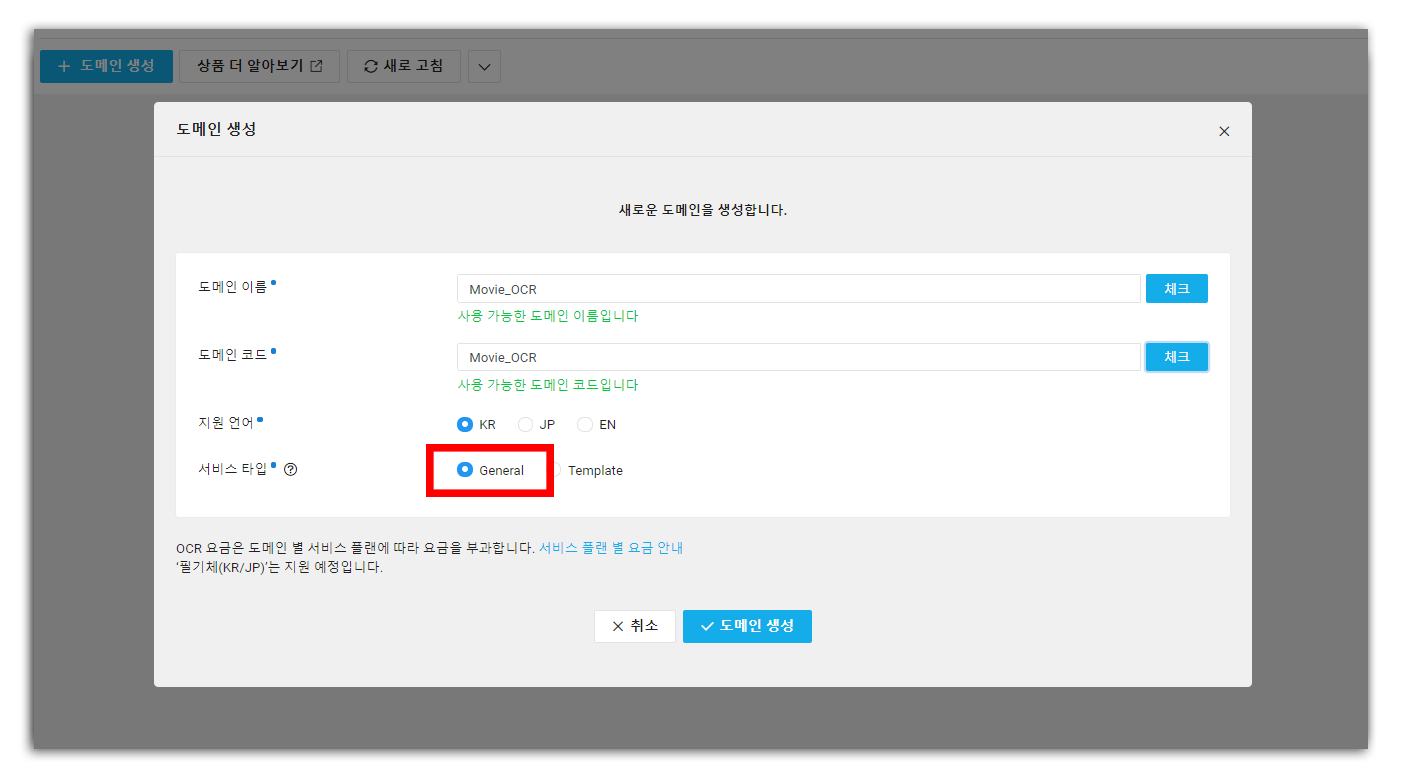 + 도메인 생성 상품 더 알아보기 새로 고침
도메인 생성
새로운 도메인을 생성합니다.
도메인 이름 Movie_OCR 체크
사용 가능한 도메인 이름입니다
도메인 코드 Movie_OCR 체크
사용 가능한 도메인 코드입니다
지원 언어 KR JP EN
서비스 타입 General Template
OCR 요금은 도메인 별 서비스 플랜에 따라 요금을 부과합니다. 서비스 플랜 별 요금 안내
‘필기체(KR/JP)’는 지원 예정입니다.
취소 도메인 생성